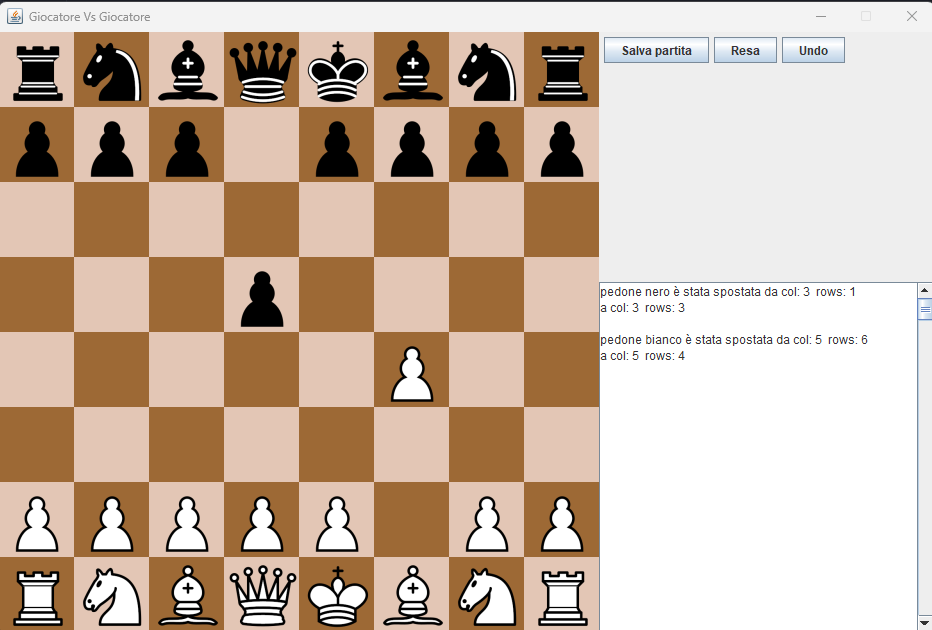 Giocatore Vs Giocatore
Salva partita
Resa
Undo
pedone nero è stata spostata da col: 3 rows: 1
a col: 3 rows: 3
pedone bianco è stata spostata da col: 5 rows: 6
a col: 5 rows: 4